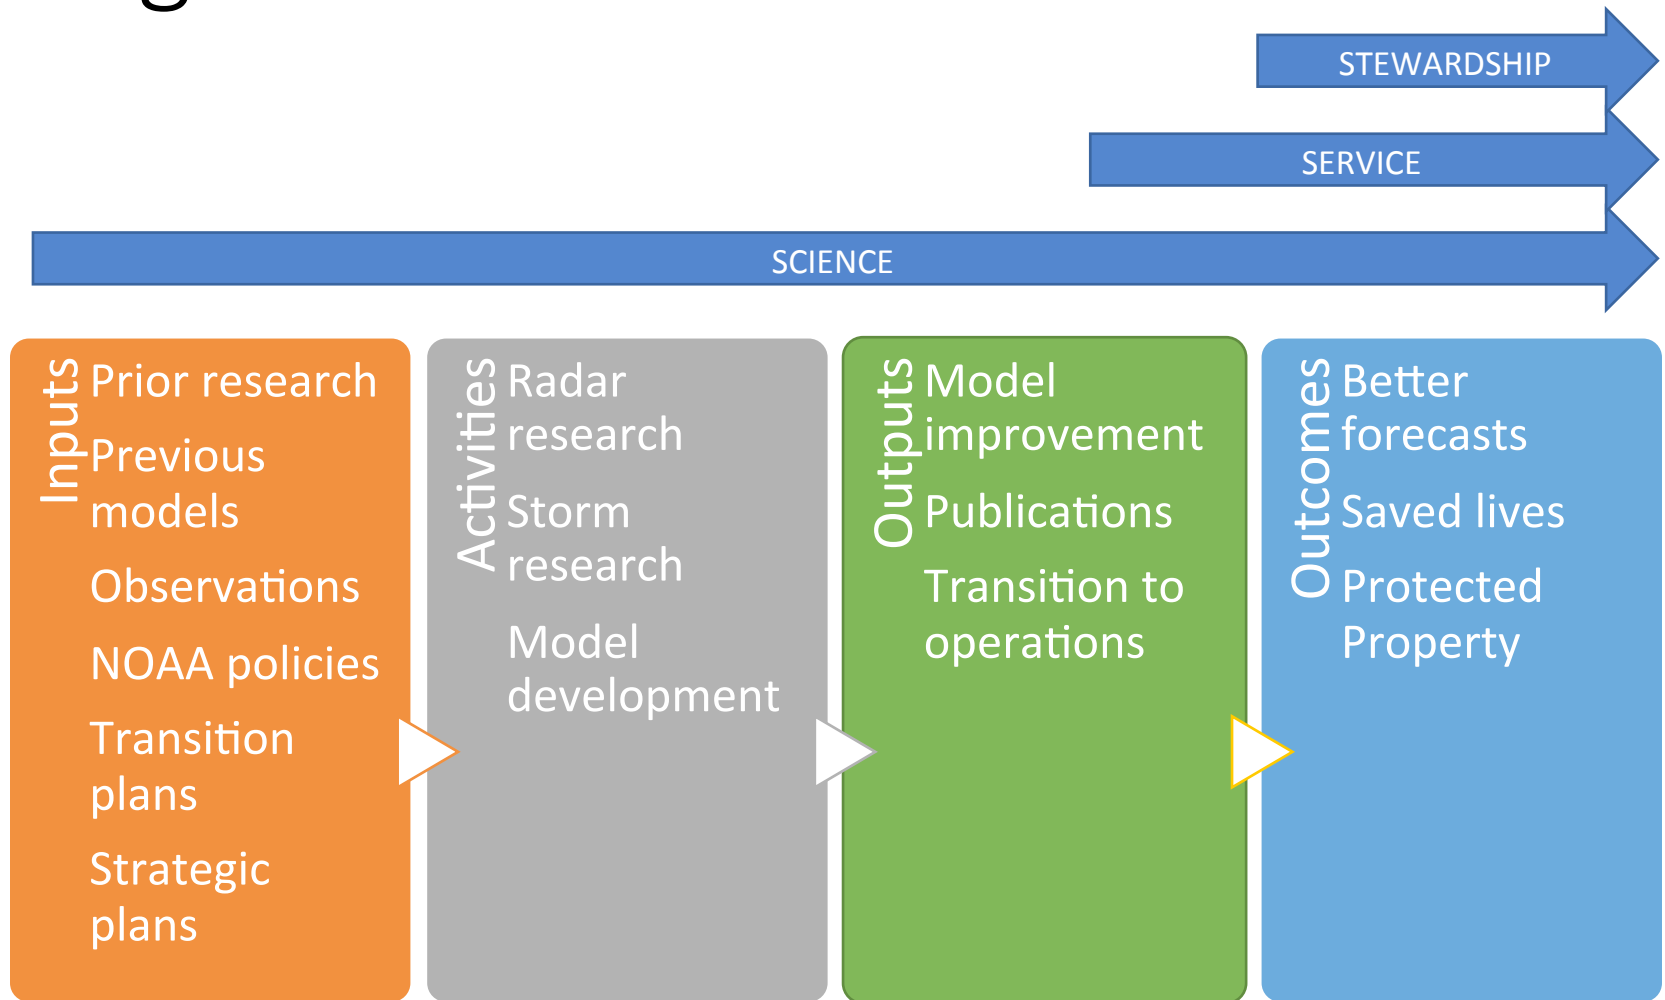 STEWARDSHIP
SERVICE
SCIENCE
Inputs
Prior research
Previous
models
Observations
NOAA policies
Transition
plans
Strategic
plans
Activities
Radar
research
Storm
research
Model
development
Outputs
Model
improvement
Publications
Transition to
operations
Outcomes
Better
forecasts
Saved lives
Protected
Property